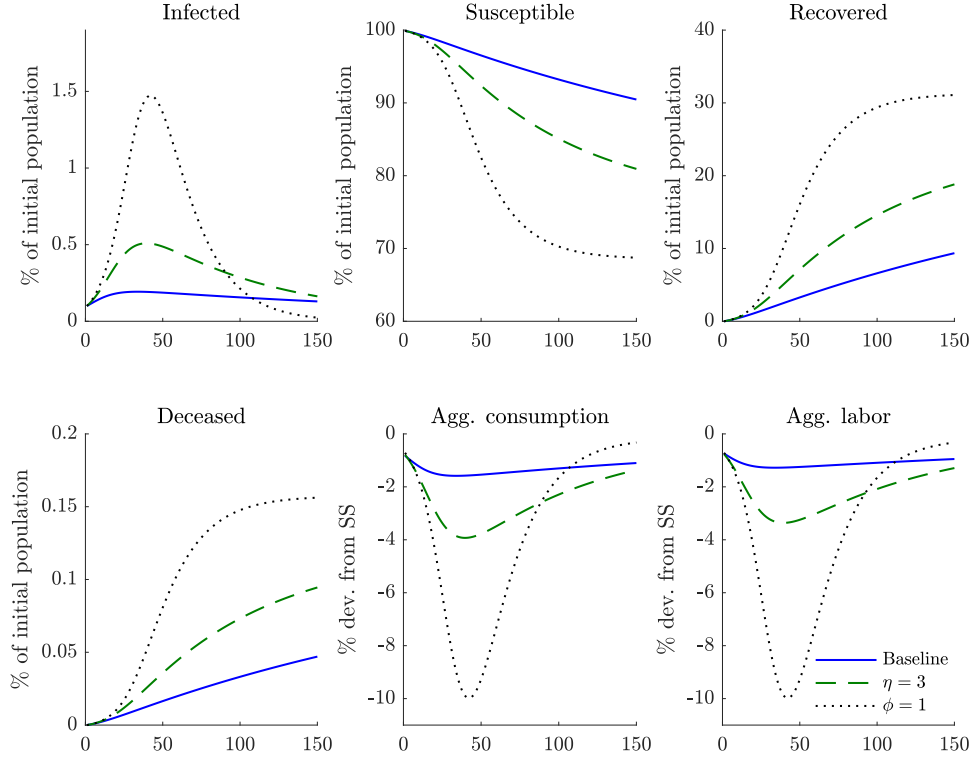 Infected
% of initial population
1.5
1
0.5
0
0 50 100 150
Susceptible
% of initial population
100
90
80
70
60
0 50 100 150
Recovered
% of initial population
40
30
20
10
0
0 50 100 150
Deceased
% of initial population
0.2
0.15
0.1
0.05
0
0 50 100 150
Agg. consumption
% dev. from SS
0
-2
-4
-6
-8
-10
0 50 100 150
Agg. labor
% dev. from SS
0
-2
-4
-6
-8
-10
0 50 100 150
Baseline
η = 3
ϕ = 1